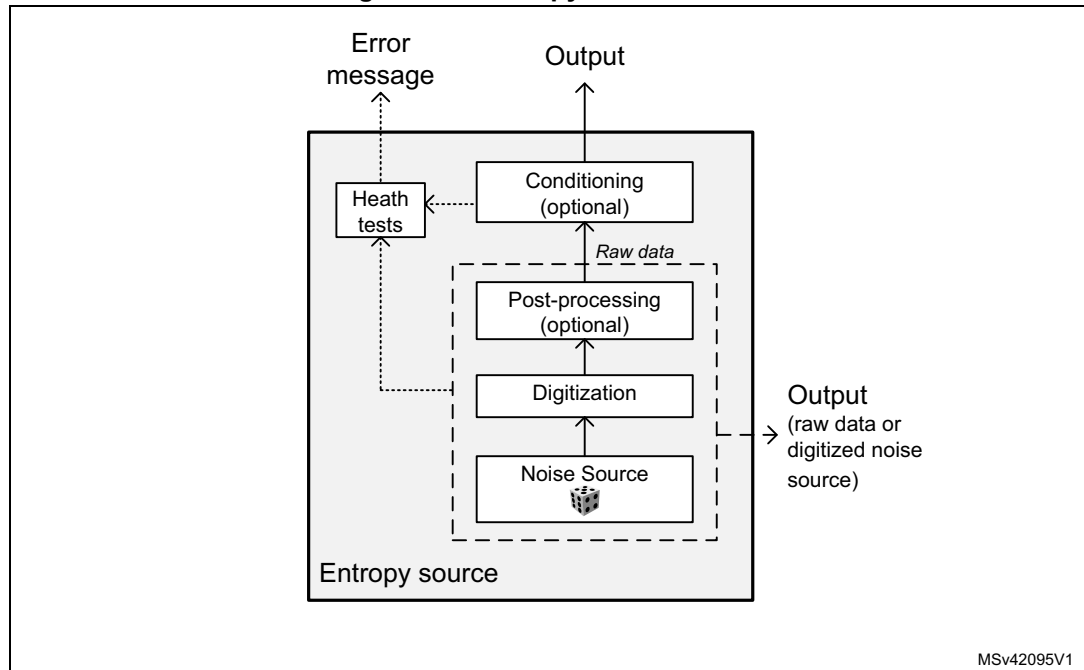 Error
message
Output
Conditioning
(optional)
Heath
tests
Raw data
Post-processing
(optional)
Digitization
Output
(raw data or
digitized noise
source)
Noise Source
Entropy source
MSv42095V1